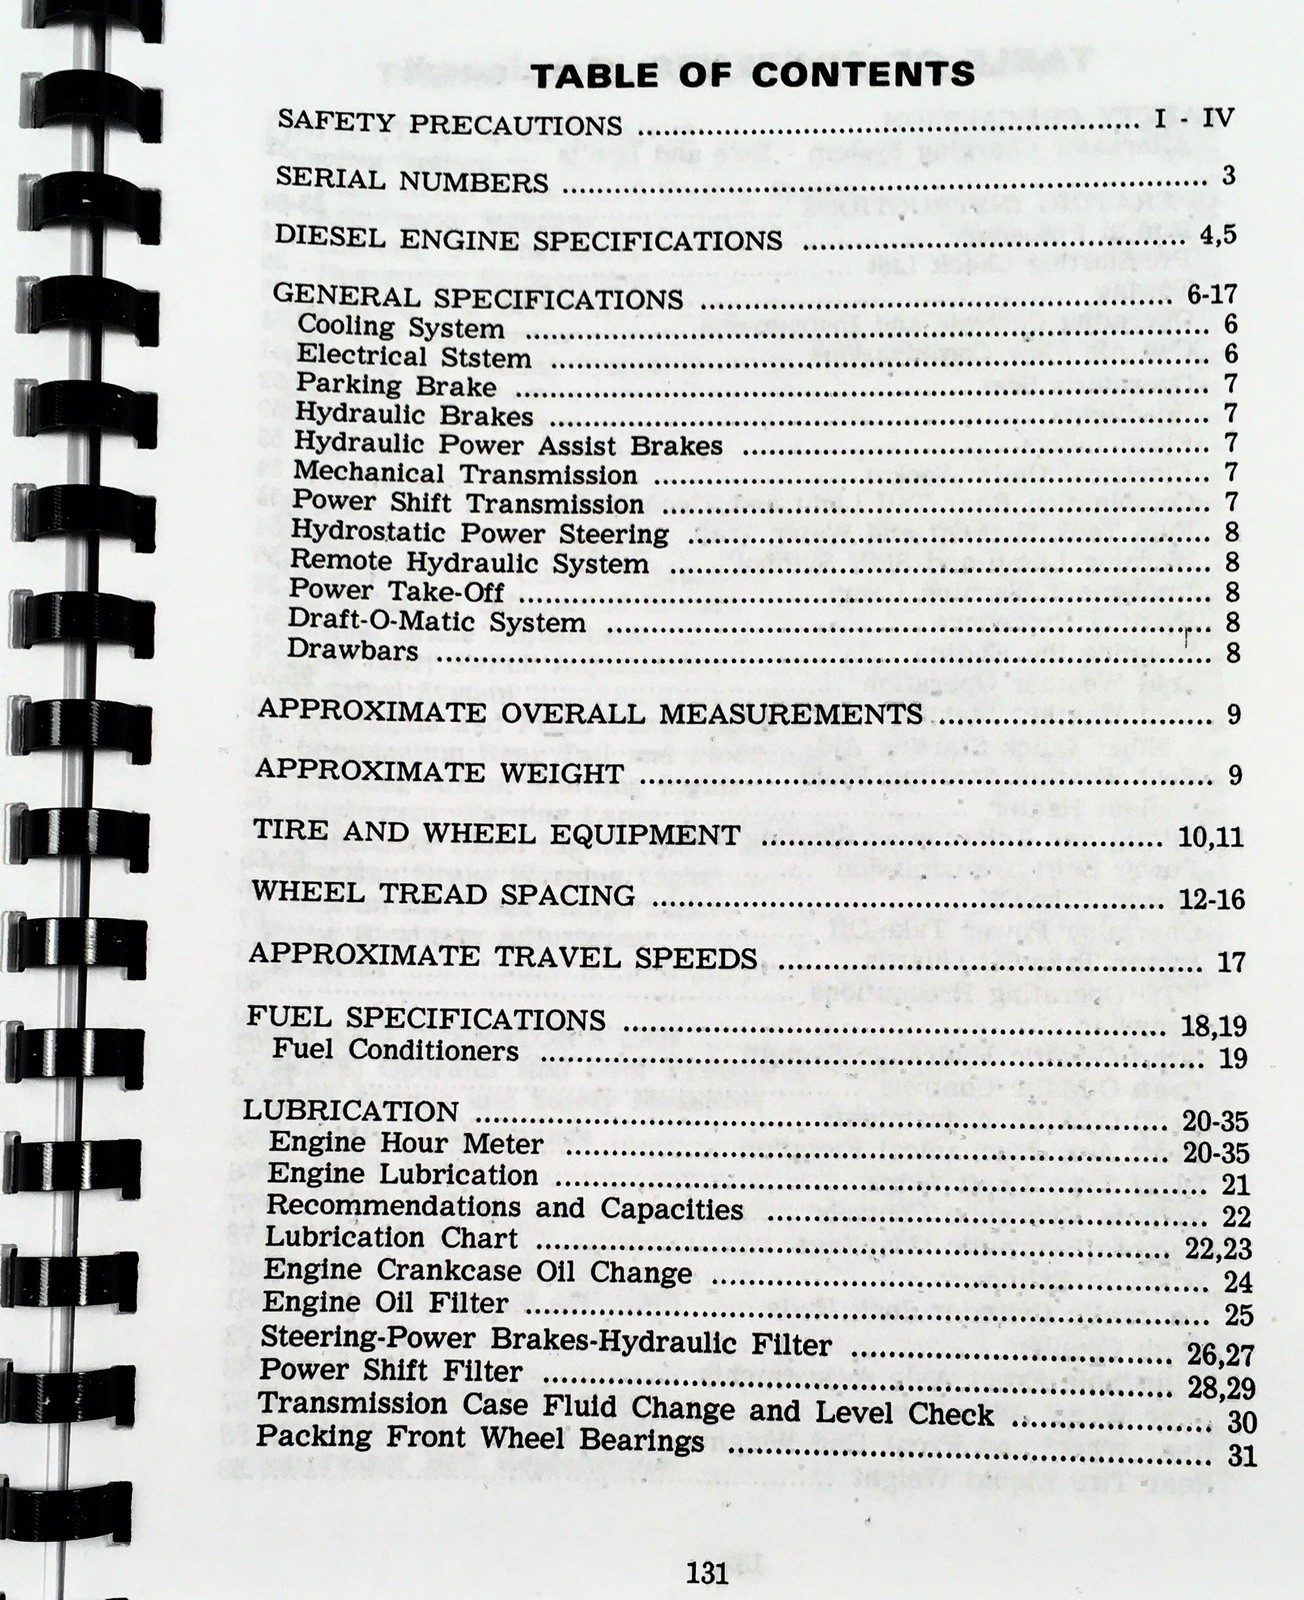 TABLE OF CONTENTS
SAFETY PRECAUTIONS ........................................................ I - IV
SERIAL NUMBERS ........................................................ 3
DIESEL ENGINE SPECIFICATIONS ........................................................ 4,5
GENERAL SPECIFICATIONS ........................................................ 6-17
Cooling System ........................................................ 6
Electrical Ststem ........................................................ 6
Parking Brake ........................................................ 7
Hydraulic Brakes ........................................................ 7
Hydraulic Power Assist Brakes ........................................................ 7
Mechanical Transmission ........................................................ 7
Power Shift Transmission ........................................................ 7
Hydrostatic Power Steering ........................................................ 8
Remote Hydraulic System ........................................................ 8
Power Take-Off ........................................................ 8
Draft-O-Matic System ........................................................ 8
Drawbars ........................................................ 8
APPROXIMATE OVERALL MEASUREMENTS ............................... 9
APPROXIMATE WEIGHT ........................................................ 9
TIRE AND WHEEL EQUIPMENT ............................................. 10,11
WHEEL TREAD SPACING ........................................................ 12-16
APPROXIMATE TRAVEL SPEEDS ............................................. 17
FUEL SPECIFICATIONS ........................................................ 18,19
Fuel Conditioners ........................................................ 19
LUBRICATION ........................................................ 20-35
Engine Hour Meter ........................................................ 20-35
Engine Lubrication ........................................................ 21
Recommendations and Capacities ............................................. 22
Lubrication Chart ........................................................ 22,23
Engine Crankcase Oil Change ........................................................ 24
Engine Oil Filter ........................................................ 25
Steering-Power Brakes-Hydraulic Filter .................................... 26,27
Power Shift Filter ........................................................ 28,29
Transmission Case Fluid Change and Level Check ...................... 30
Packing Front Wheel Bearings ........................................................ 31
131